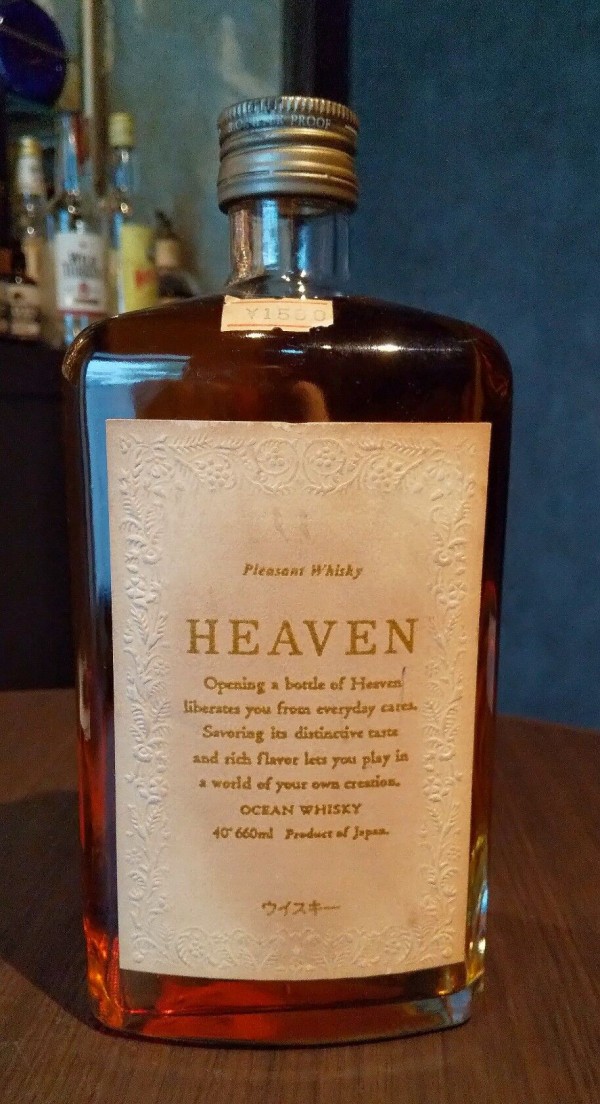 PROOF
¥1500
Pleasant Whisky
HEAVEN
Opening a bottle of Heaven
liberates you from everyday cares.
Savoring its distinctive taste
and rich flavor lets you play in
a world of your own creation.
OCEAN WHISKY
40° 660ml Product of Japan.
ウイスキー